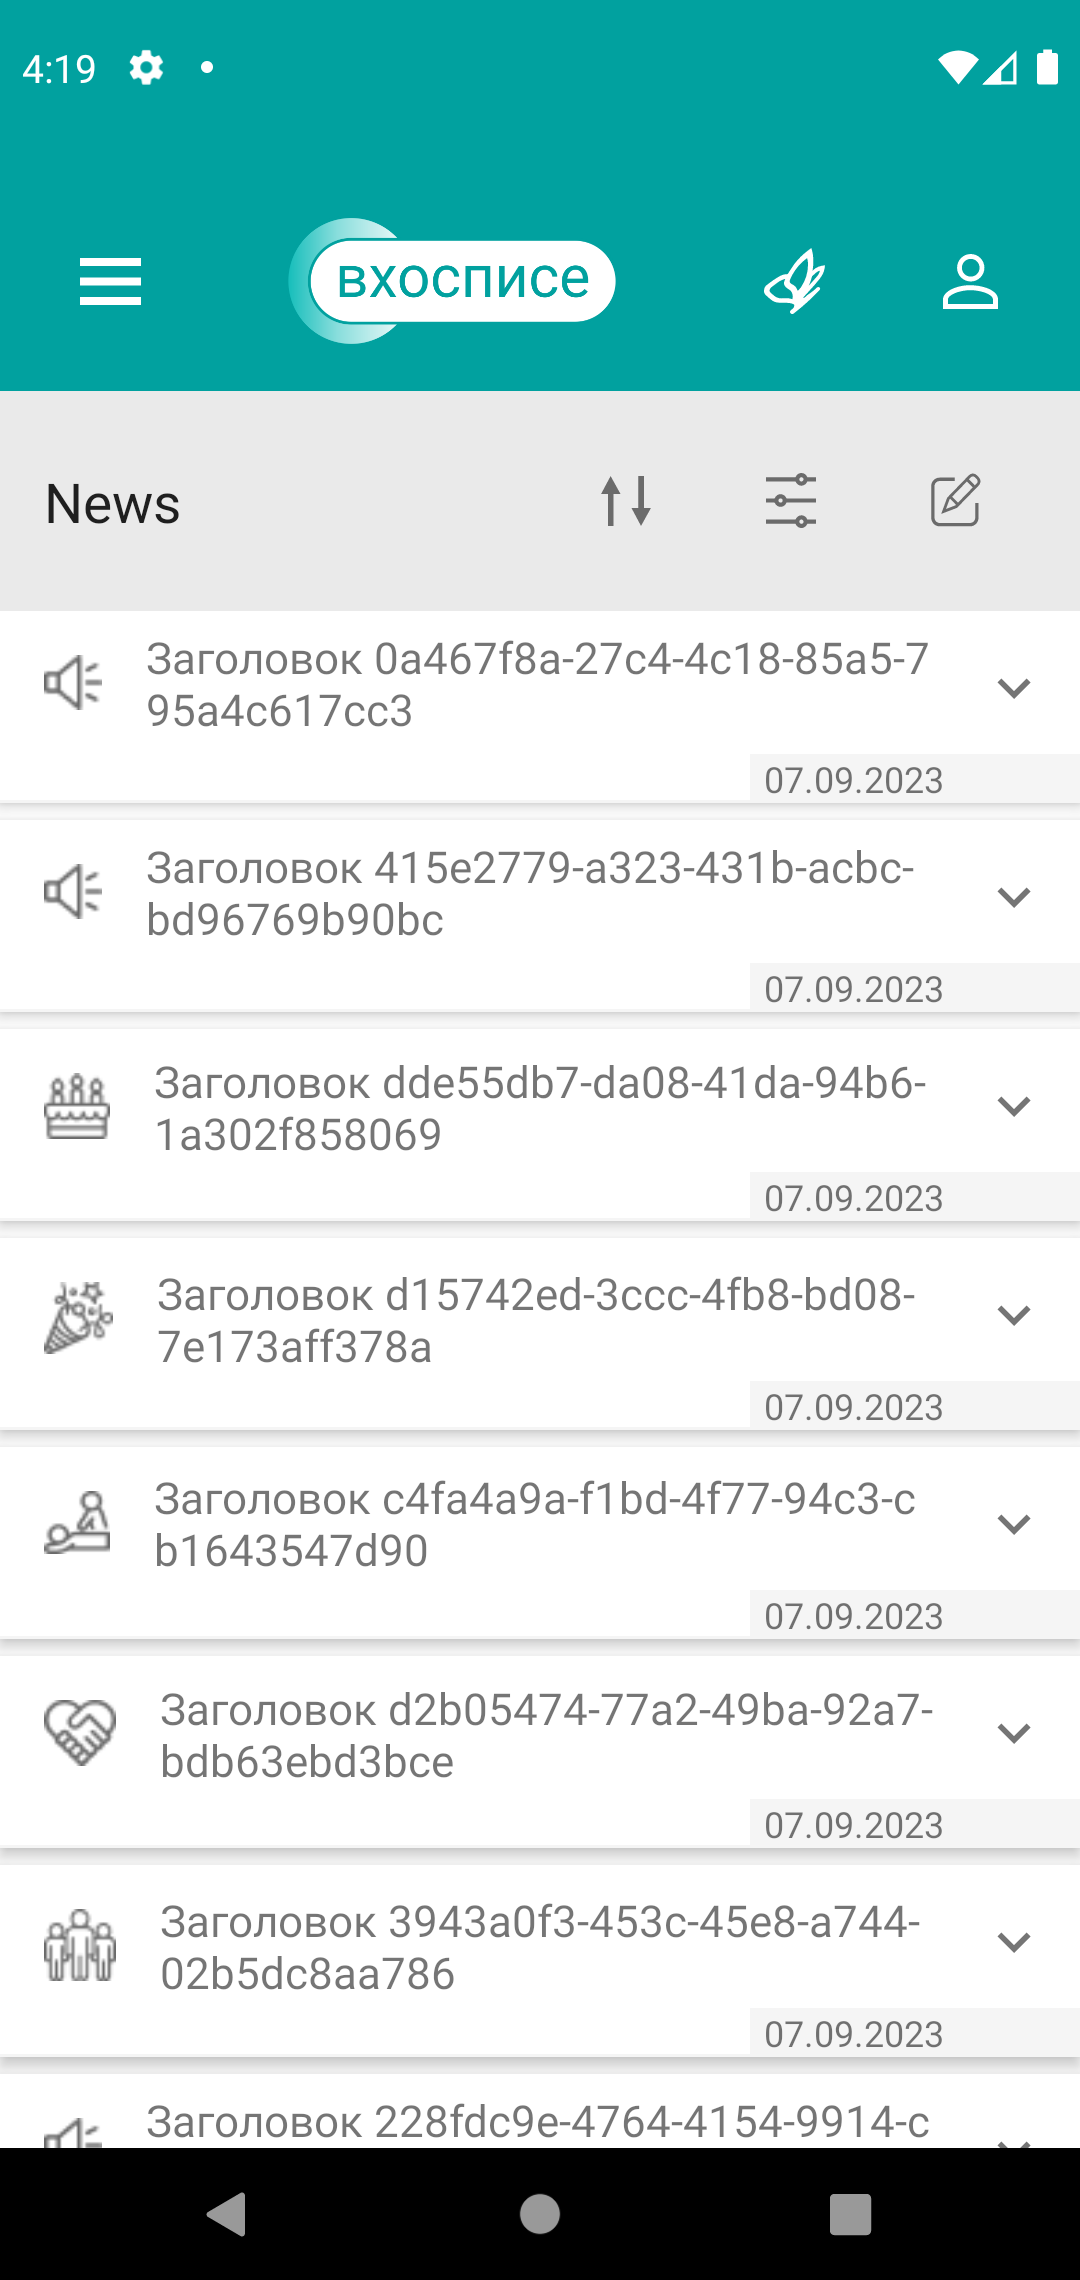 4:19
вхосписе
News
Заголовок 0a467f8a-27c4-4c18-85a5-7
95a4c617cc3
07.09.2023
Заголовок 415e2779-a323-431b-acbc-
bd96769b90bc
07.09.2023
Заголовок dde55db7-da08-41da-94b6-
1a302f858069
07.09.2023
Заголовок d15742ed-3ccc-4fb8-bd08-
7e173aff378a
07.09.2023
Заголовок c4fa4a9a-f1bd-4f77-94c3-c
b1643547d90
07.09.2023
Заголовок d2b05474-77a2-49ba-92a7-
bdb63ebd3bce
07.09.2023
Заголовок 3943a0f3-453c-45e8-a744-
02b5dc8aa786
07.09.2023
Заголовок 228fdc9e-4764-4154-9914-c